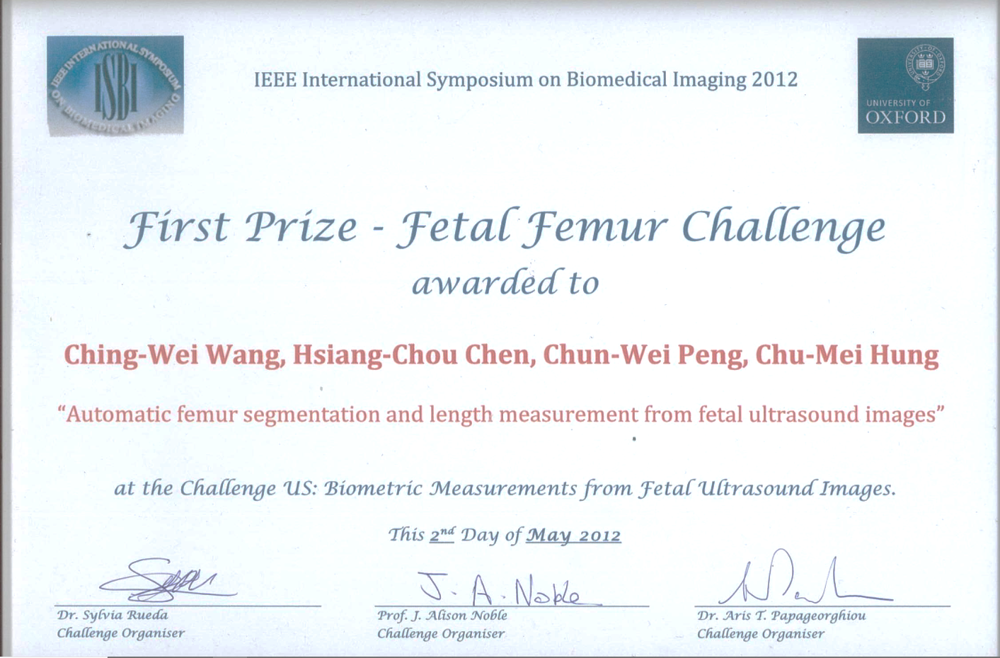 IEEE INTERNATIONAL SYMPOSIUM
ISBI
ON BIOMEDICAL IMAGING
IEEE International Symposium on Biomedical Imaging 2012
UNIVERSITY OF OXFORD
UNIVERSITY OF
OXFORD
First Prize - Fetal Femur Challenge
awarded to
Ching-Wei Wang, Hsiang-Chou Chen, Chun-Wei Peng, Chu-Mei Hung
“Automatic femur segmentation and length measurement from fetal ultrasound images”
at the Challenge US: Biometric Measurements from Fetal Ultrasound Images.
This 2nd Day of May 2012
J. A. Noble
Dr. Sylvia Rueda
Challenge Organiser
Prof. J. Alison Noble
Challenge Organiser
Dr. Aris T. Papageorghiou
Challenge Organiser